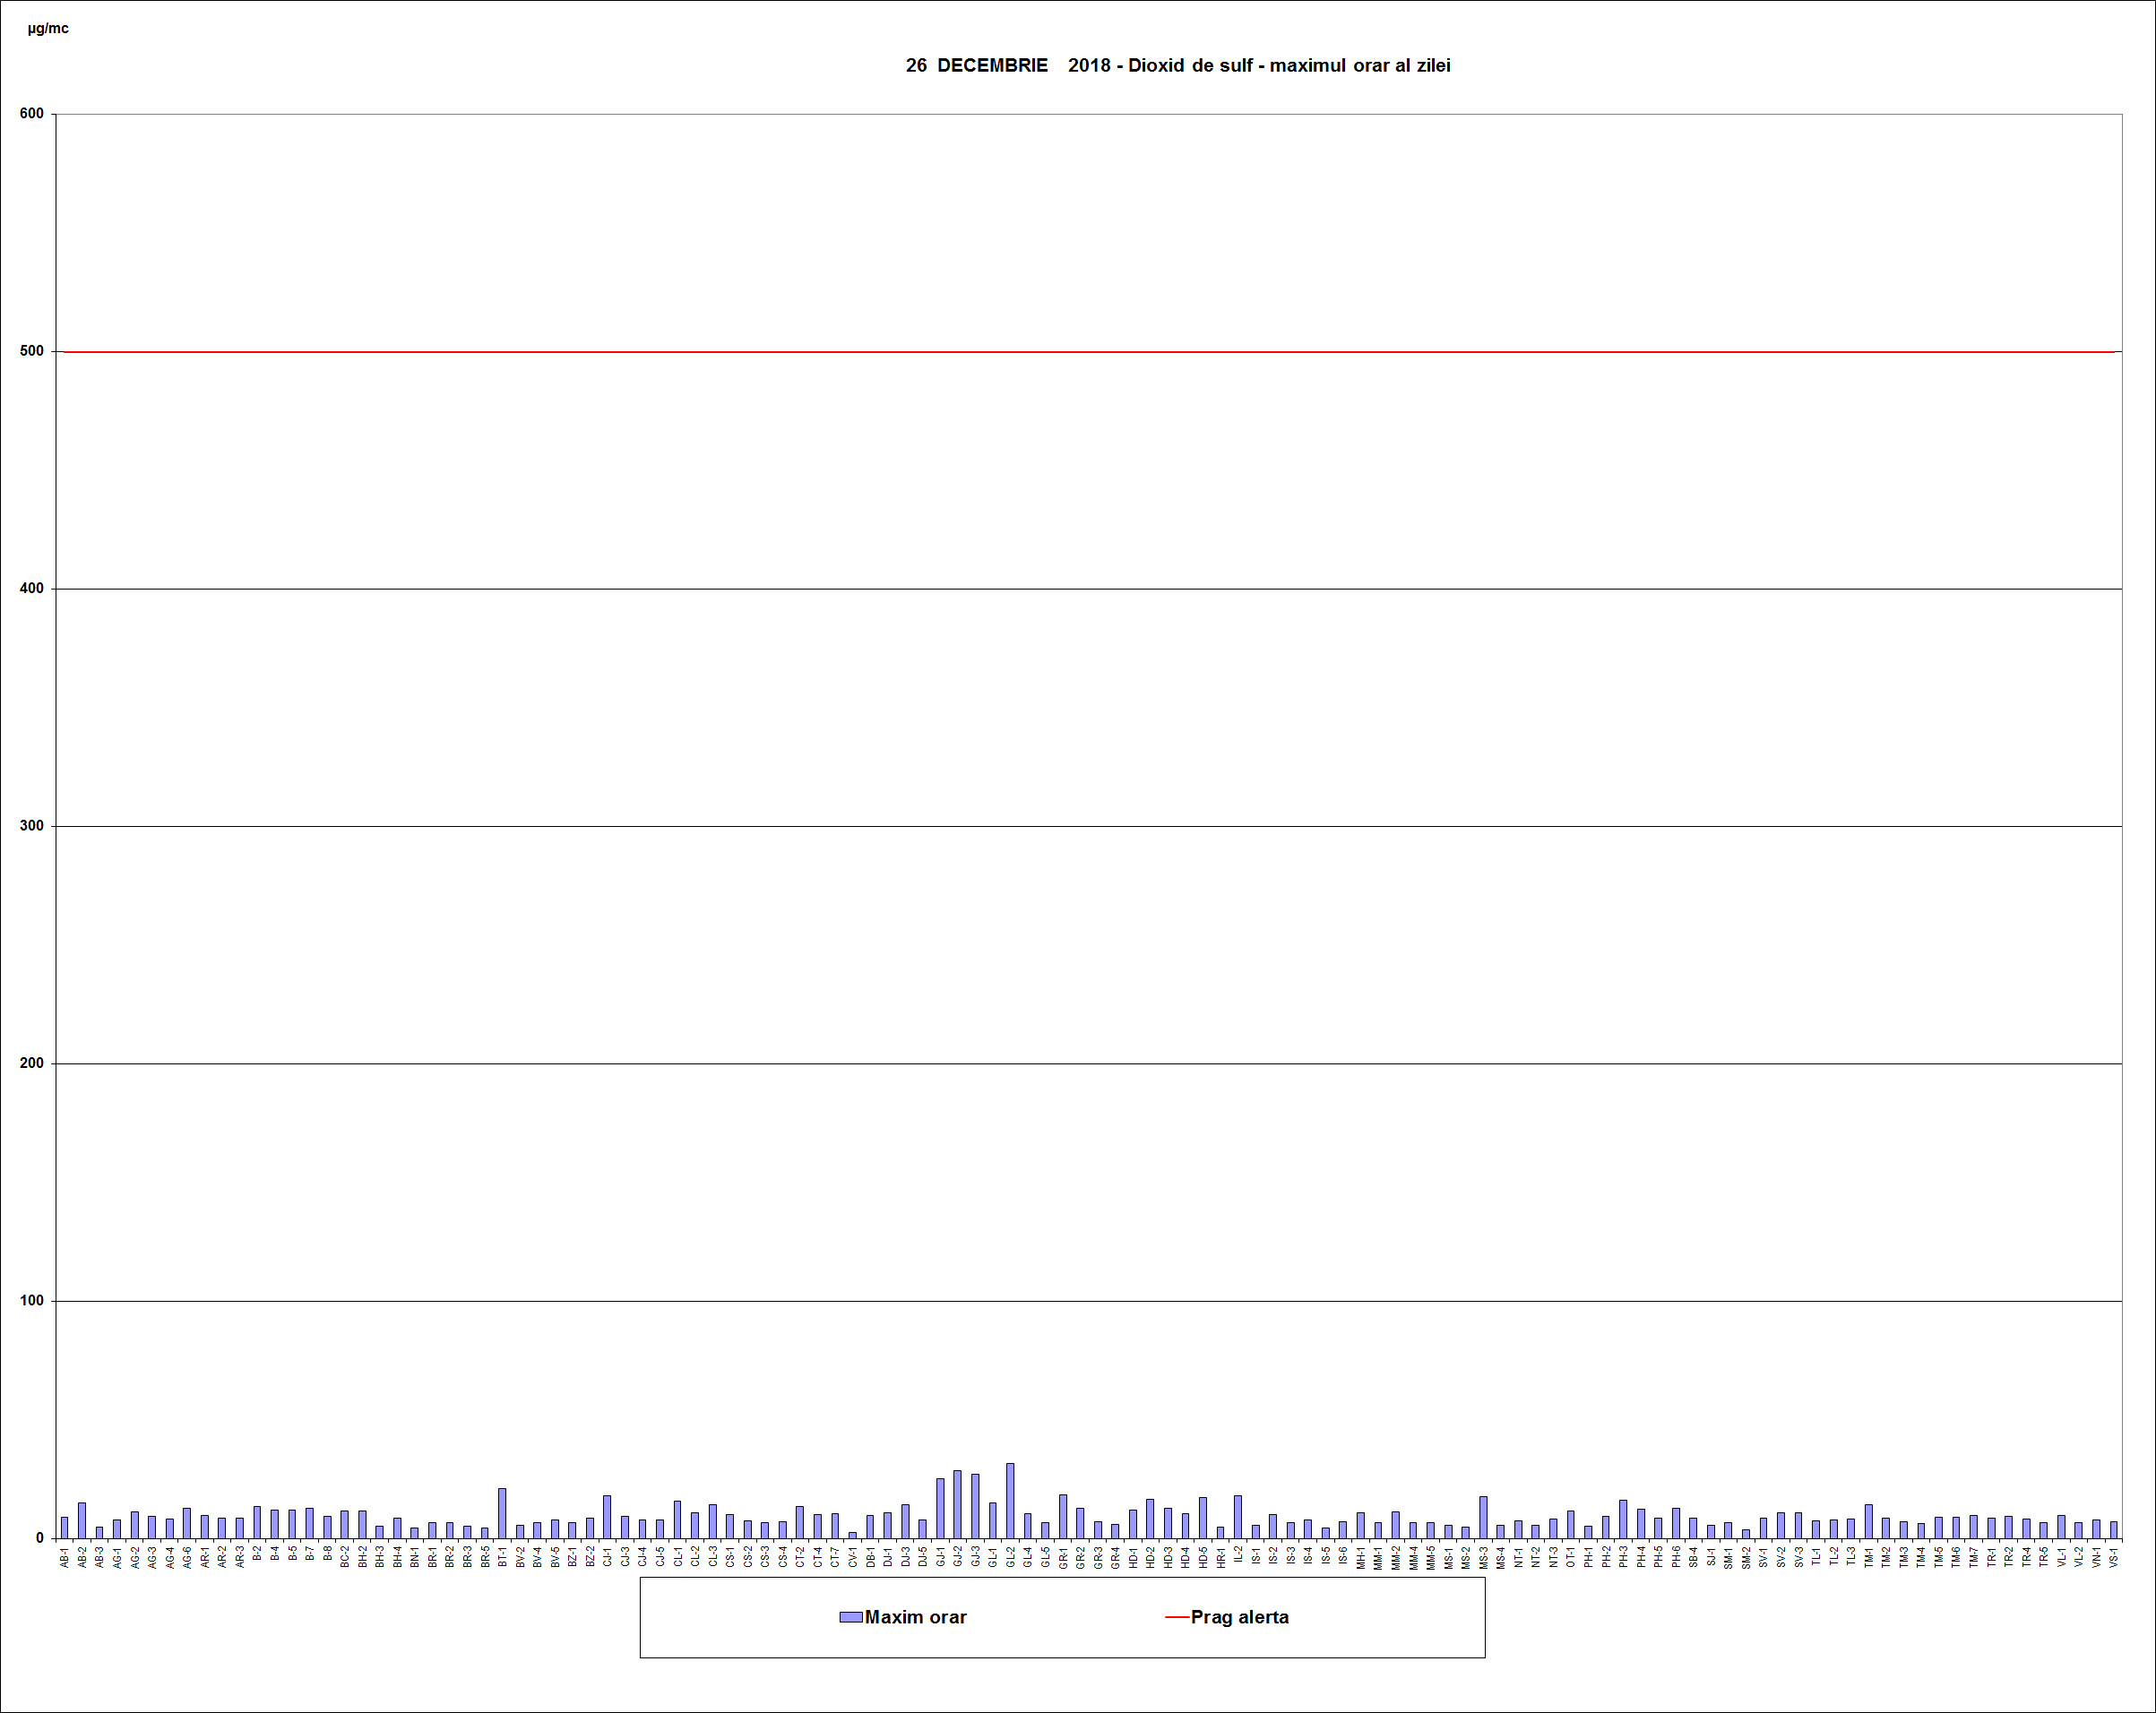 µg/mc
26 DECEMBRIE 2018 - Dioxid de sulf - maximul orar al zilei
600
500
400
300
200
100
0
AB-1 AB-2 AB-3 AG-1 AG-2 AG-3 AG-4 AG-6 AR-1 AR-2 AR-3 B-2 B-4 B-5 B-7 B-8 BC-2 BH-2 BH-3 BH-4 BN-1 BR-1 BR-2 BR-3 BR-5 BT-1 BV-2 BV-4 BV-5 BZ-1 BZ-2 CJ-1 CJ-3 CJ-4 CJ-5 CL-1 CL-2 CL-3 CS-1 CS-2 CS-3 CS-4 CT-2 CT-4 CT-7 CV-1 DB-1 DJ-1 DJ-3 DJ-5 GJ-1 GJ-2 GJ-3 GL-1 GL-2 GL-4 GL-5 GR-1 GR-2 GR-3 GR-4 HD-1 HD-2 HD-3 HD-4 HD-5 HR-1 IL-2 IS-1 IS-2 IS-3 IS-4 IS-5 IS-6 MH-1 MM-1 MM-2 MM-4 MM-5 MS-1 MS-2 MS-3 MS-4 NT-1 NT-2 NT-3 OT-1 PH-1 PH-2 PH-3 PH-4 PH-5 PH-6 SB-4 SJ-1 SM-1 SM-2 SV-1 SV-2 SV-3 TL-1 TL-2 TL-3 TM-1 TM-2 TM-3 TM-4 TM-5 TM-6 TM-7 TR-1 TR-2 TR-4 TR-5 VL-1 VL-2 VN-1 VS-1
Maxim orar Prag alerta